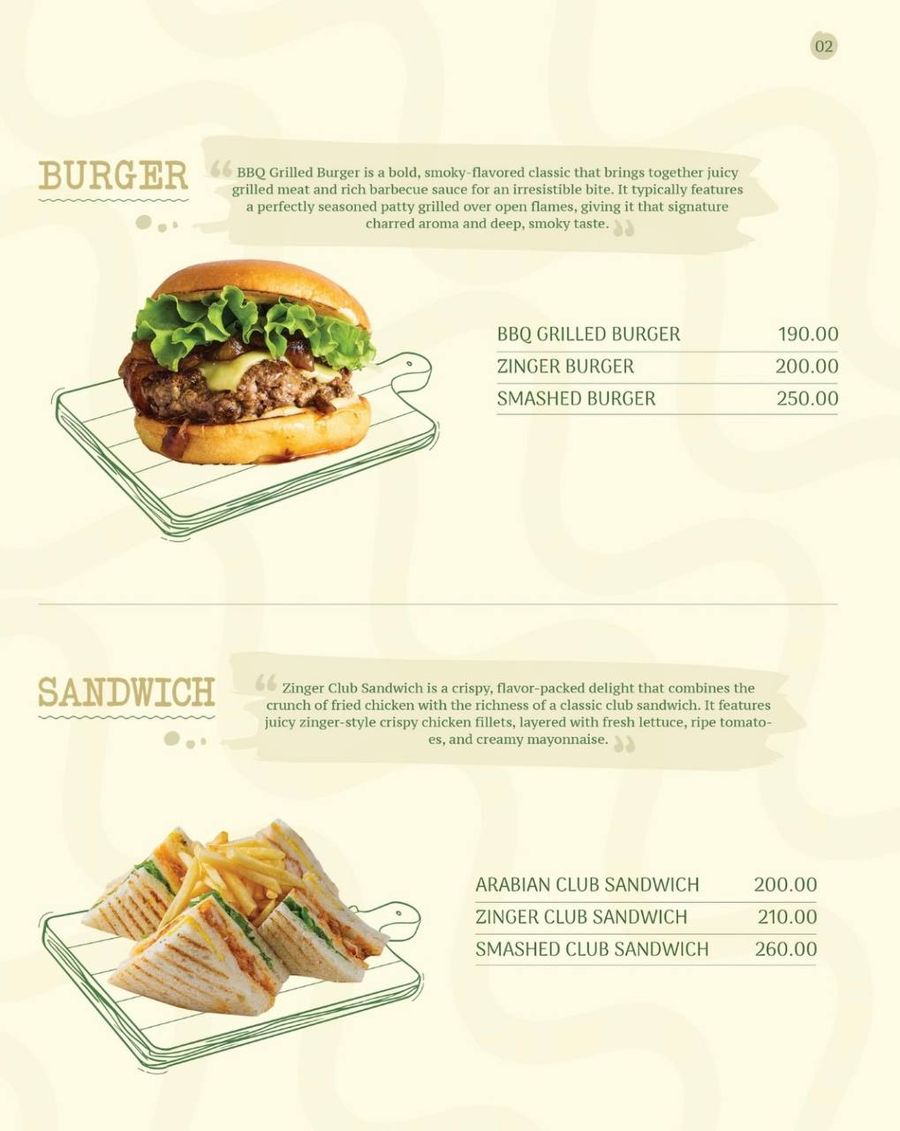 02
BURGER
“ BBQ Grilled Burger is a bold, smoky-flavored classic that brings together juicy
grilled meat and rich barbecue sauce for an irresistible bite. It typically features
a perfectly seasoned patty grilled over open flames, giving it that signature
charred aroma and deep, smoky taste. ”
BBQ GRILLED BURGER 190.00
ZINGER BURGER 200.00
SMASHED BURGER 250.00
SANDWICH
“ Zinger Club Sandwich is a crispy, flavor-packed delight that combines the
crunch of fried chicken with the richness of a classic club sandwich. It features
juicy zinger-style crispy chicken fillets, layered with fresh lettuce, ripe tomato-
es, and creamy mayonnaise. ”
ARABIAN CLUB SANDWICH 200.00
ZINGER CLUB SANDWICH 210.00
SMASHED CLUB SANDWICH 260.00